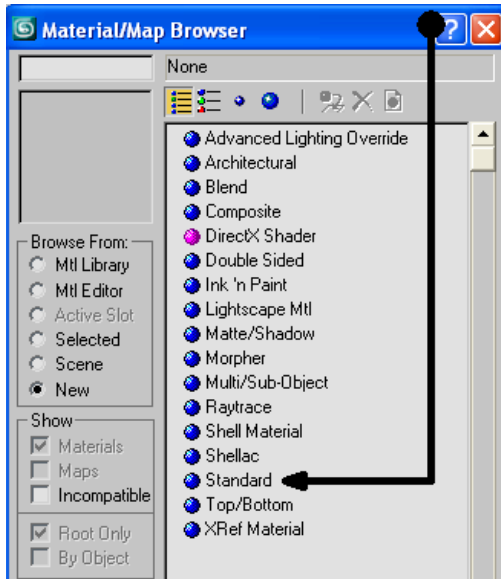 Material/Map Browser
?
X
None
Advanced Lighting Override
Architectural
Blend
Composite
DirectX Shader
Double Sided
Ink 'n Paint
Lightscape Mtl
Matte/Shadow
Morpher
Multi/Sub-Object
Raytrace
Shell Material
Shellac
Standard
Top/Bottom
XRef Material
Browse From:
Mtl Library
Mtl Editor
Active Slot
Selected
Scene
New
Show
Materials
Maps
Incompatible
Root Only
By Object